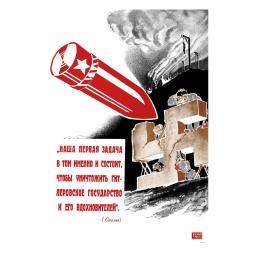 „НАША ПЕРВАЯ ЗАДАЧА
В ТОМ ИМЕННО И СОСТОИТ,
ЧТОБЫ УНИЧТОЖИТЬ ГИТ-
ЛЕРОВСКОЕ ГОСУДАРСТВО
И ЕГО ВДОХНОВИТЕЛЕЙ".
(Сталин)